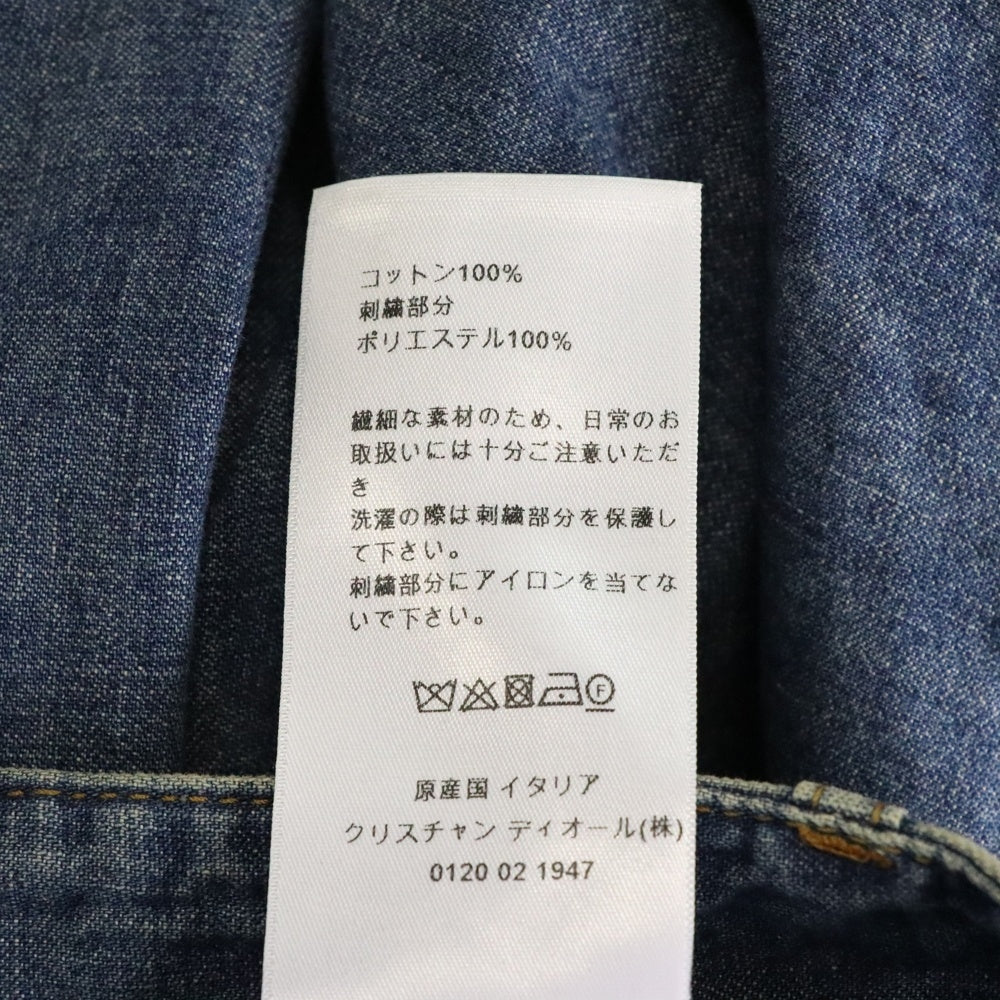 コットン100%
刺繍部分
ポリエステル100%
繊細な素材のため、日常のお
取扱いには十分ご注意いただ
き
洗濯の際は刺繍部分を保護し
て下さい。
刺繍部分にアイロンを当てな
いで下さい。
F
原産国 イタリア
クリスチャン ディオール(株)
0120 02 1947